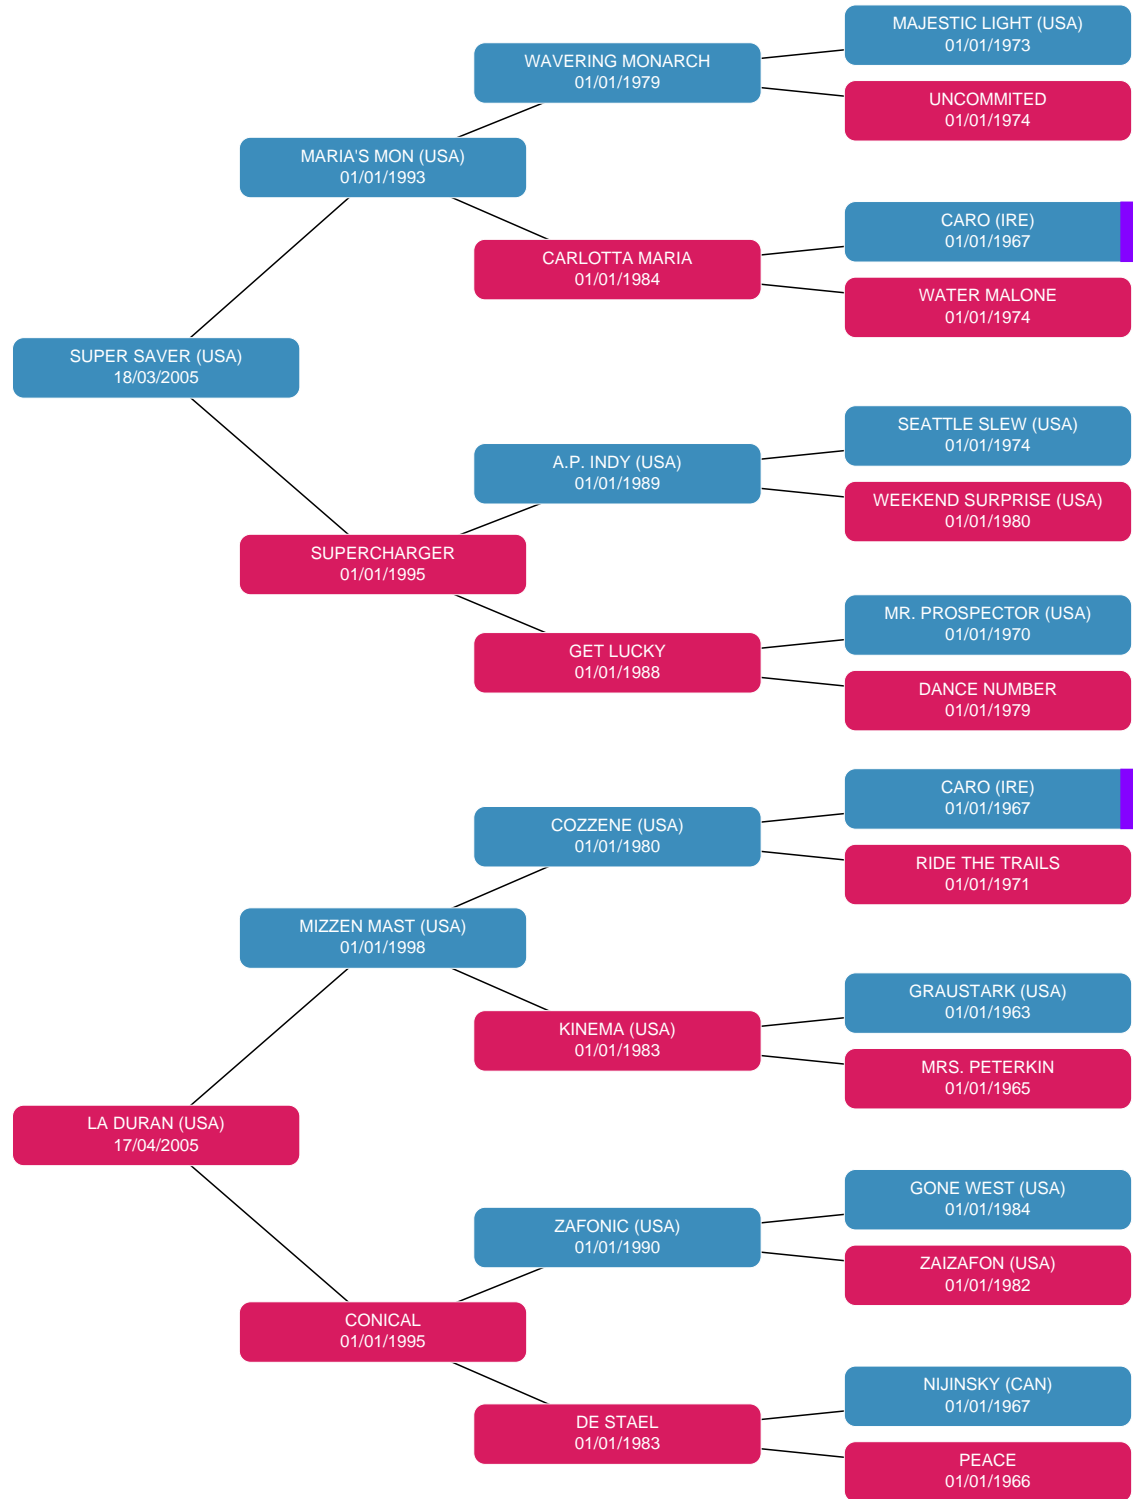 MAJESTIC LIGHT (USA)
01/01/1973
WAVERING MONARCH
01/01/1979
UNCOMMITED
01/01/1974
MARIA'S MON (USA)
01/01/1993
CARO (IRE)
01/01/1967
CARLOTTA MARIA
01/01/1984
WATER MALONE
01/01/1974
SUPER SAVER (USA)
18/03/2005
SEATTLE SLEW (USA)
01/01/1974
A.P. INDY (USA)
01/01/1989
WEEKEND SURPRISE (USA)
01/01/1980
SUPERCHARGER
01/01/1995
MR. PROSPECTOR (USA)
01/01/1970
GET LUCKY
01/01/1988
DANCE NUMBER
01/01/1979
CARO (IRE)
01/01/1967
COZZENE (USA)
01/01/1980
RIDE THE TRAILS
01/01/1971
MIZZEN MAST (USA)
01/01/1998
GRAUSTARK (USA)
01/01/1963
KINEMA (USA)
01/01/1983
MRS. PETERKIN
01/01/1965
LA DURAN (USA)
17/04/2005
GONE WEST (USA)
01/01/1984
ZAFONIC (USA)
01/01/1990
ZAIZAFON (USA)
01/01/1982
CONICAL
01/01/1995
NIJINSKY (CAN)
01/01/1967
DE STAEL
01/01/1983
PEACE
01/01/1966